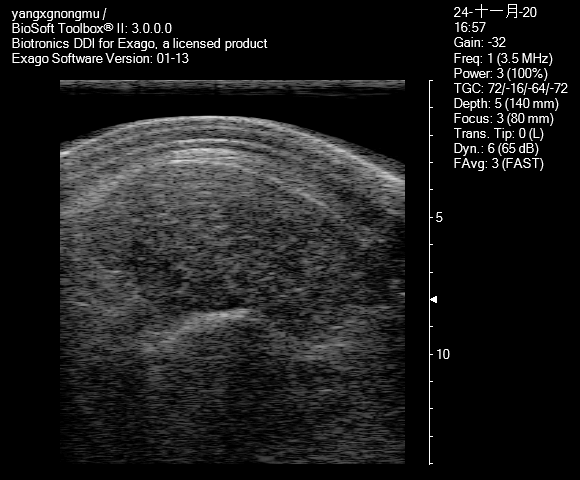 yangxgnongmu /
BioSoft Toolbox® II: 3.0.0.0
Biotronics DDI for Exago, a licensed product
Exago Software Version: 01-13
24-十一月-20
16:57
Gain: -32
Freq: 1 (3.5 MHz)
Power: 3 (100%)
TGC: 72/-16/-64/-72
Depth: 5 (140 mm)
Focus: 3 (80 mm)
Trans. Tip: 0 (L)
Dyn.: 6 (65 dB)
FAvg: 3 (FAST)
5
10